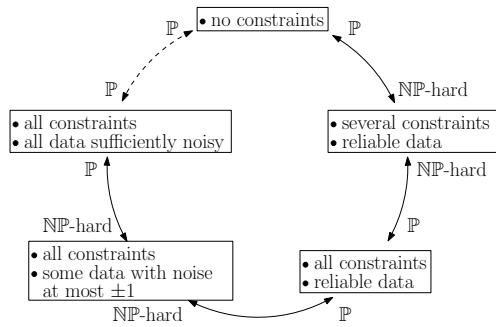 • no constraints
ℙ
ℙ
ℙ
ℕℙ-hard
• all constraints
• all data sufficiently noisy
• several constraints
• reliable data
ℙ
ℕℙ-hard
ℕℙ-hard
ℙ
• all constraints
• some data with noise
at most ±1
• all constraints
• reliable data
ℕℙ-hard
ℙ